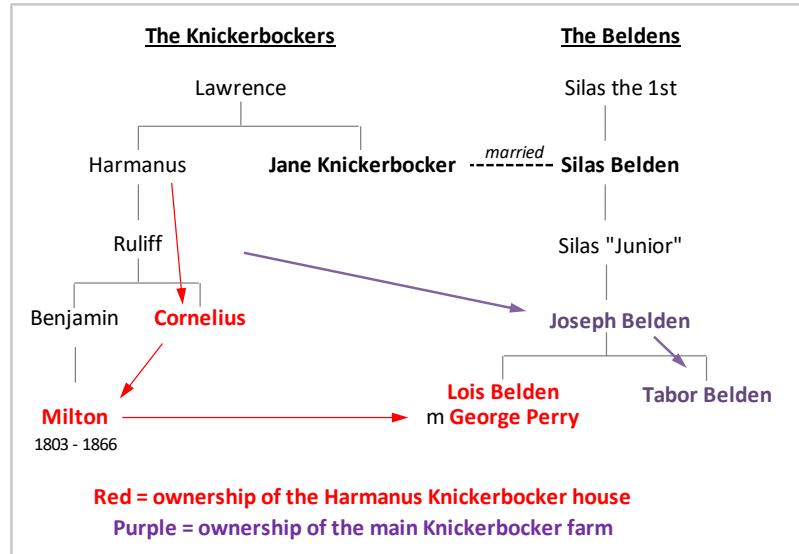 The Knickerbockers
The Beldens
Lawrence
Silas the 1st
Harmanus
Jane Knickerbocker
married
Silas Belden
Ruliff
Silas "Junior"
Benjamin
Cornelius
Joseph Belden
Milton
1803 - 1866
Lois Belden
m George Perry
Tabor Belden
Red = ownership of the Harmanus Knickerbocker house
Purple = ownership of the main Knickerbocker farm